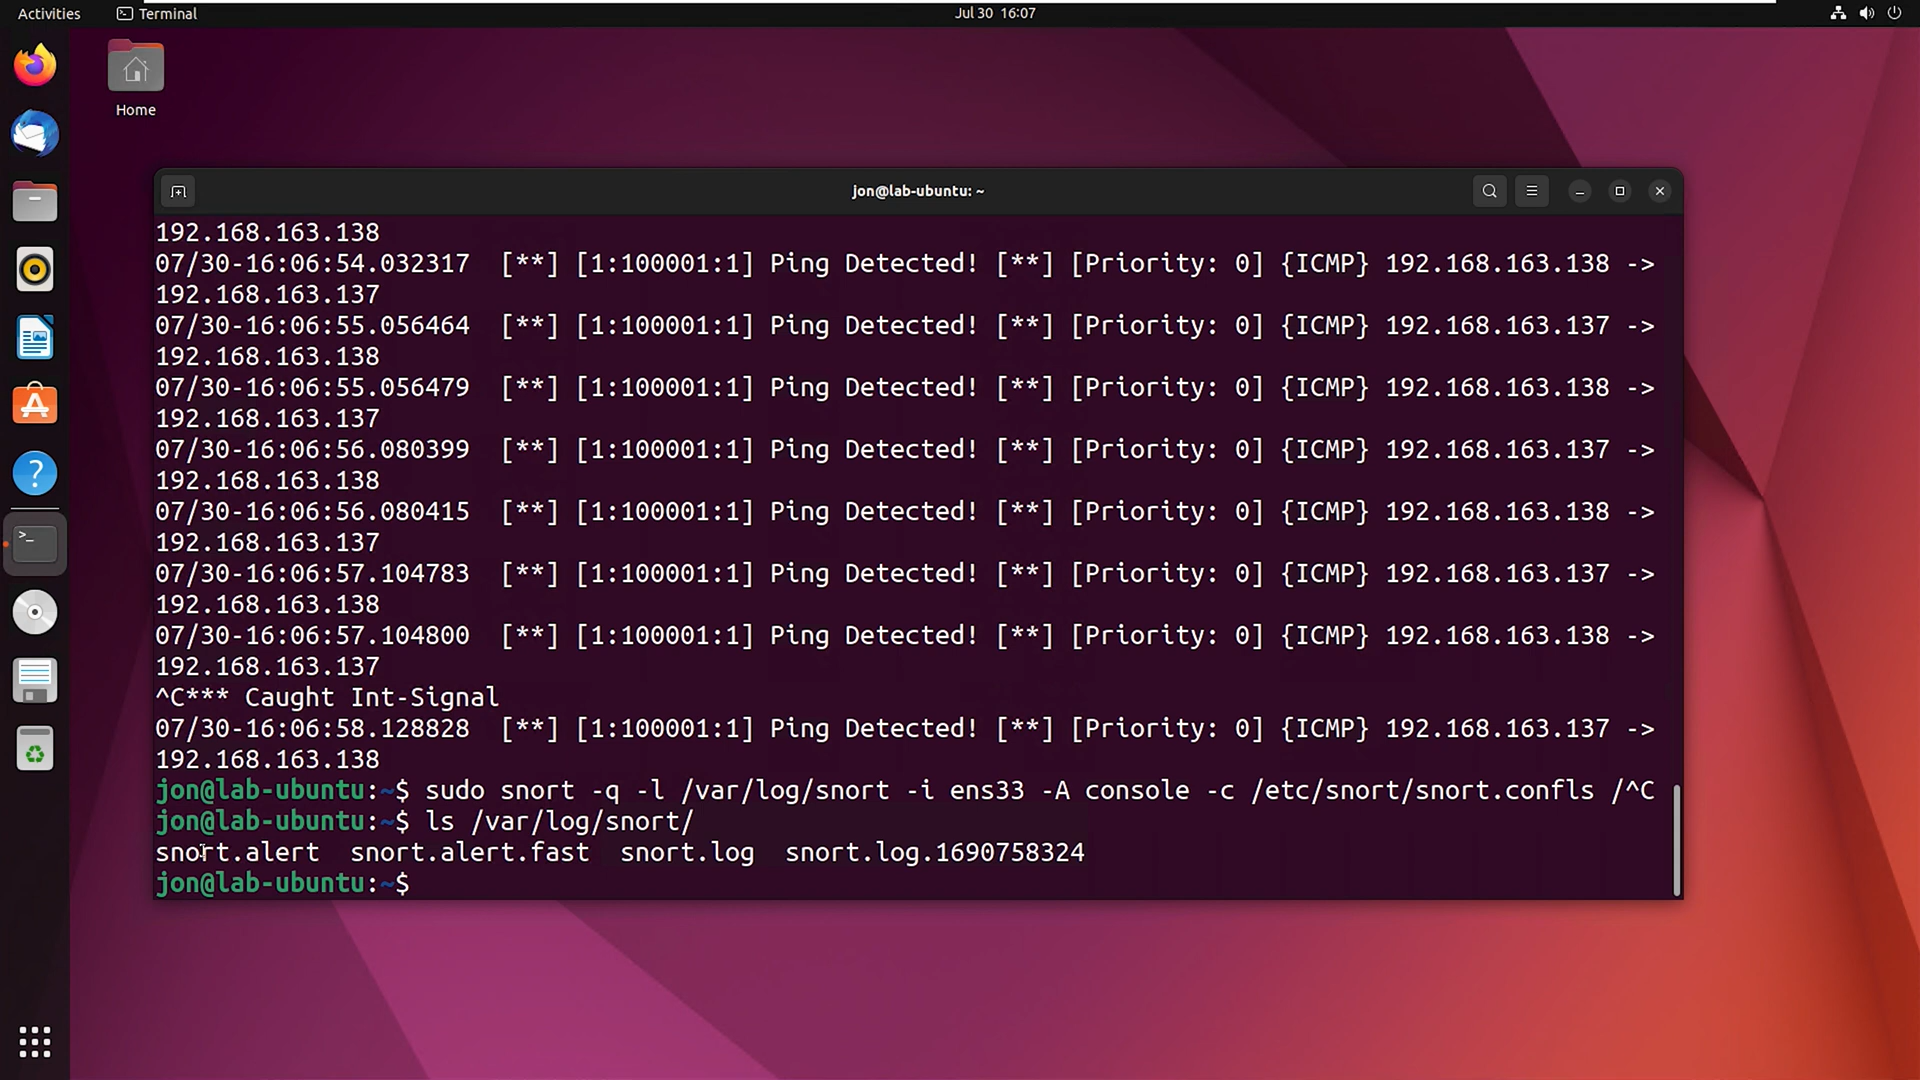 Activities Terminal Jul 30 16:07
Home
jon@lab-ubuntu: ~
192.168.163.138
07/30-16:06:54.032317 [**] [1:100001:1] Ping Detected! [**] [Priority: 0] {ICMP} 192.168.163.138 ->
192.168.163.137
07/30-16:06:55.056464 [**] [1:100001:1] Ping Detected! [**] [Priority: 0] {ICMP} 192.168.163.137 ->
192.168.163.138
07/30-16:06:55.056479 [**] [1:100001:1] Ping Detected! [**] [Priority: 0] {ICMP} 192.168.163.138 ->
192.168.163.137
07/30-16:06:56.080399 [**] [1:100001:1] Ping Detected! [**] [Priority: 0] {ICMP} 192.168.163.137 ->
192.168.163.138
07/30-16:06:56.080415 [**] [1:100001:1] Ping Detected! [**] [Priority: 0] {ICMP} 192.168.163.138 ->
192.168.163.137
07/30-16:06:57.104783 [**] [1:100001:1] Ping Detected! [**] [Priority: 0] {ICMP} 192.168.163.137 ->
192.168.163.138
07/30-16:06:57.104800 [**] [1:100001:1] Ping Detected! [**] [Priority: 0] {ICMP} 192.168.163.138 ->
192.168.163.137
^C*** Caught Int-Signal
07/30-16:06:58.128828 [**] [1:100001:1] Ping Detected! [**] [Priority: 0] {ICMP} 192.168.163.137 ->
192.168.163.138
jon@lab-ubuntu:~$ sudo snort -q -l /var/log/snort -i ens33 -A console -c /etc/snort/snort.confls /^C
jon@lab-ubuntu:~$ ls /var/log/snort/
snort.alert snort.alert.fast snort.log snort.log.1690758324
jon@lab-ubuntu:~$